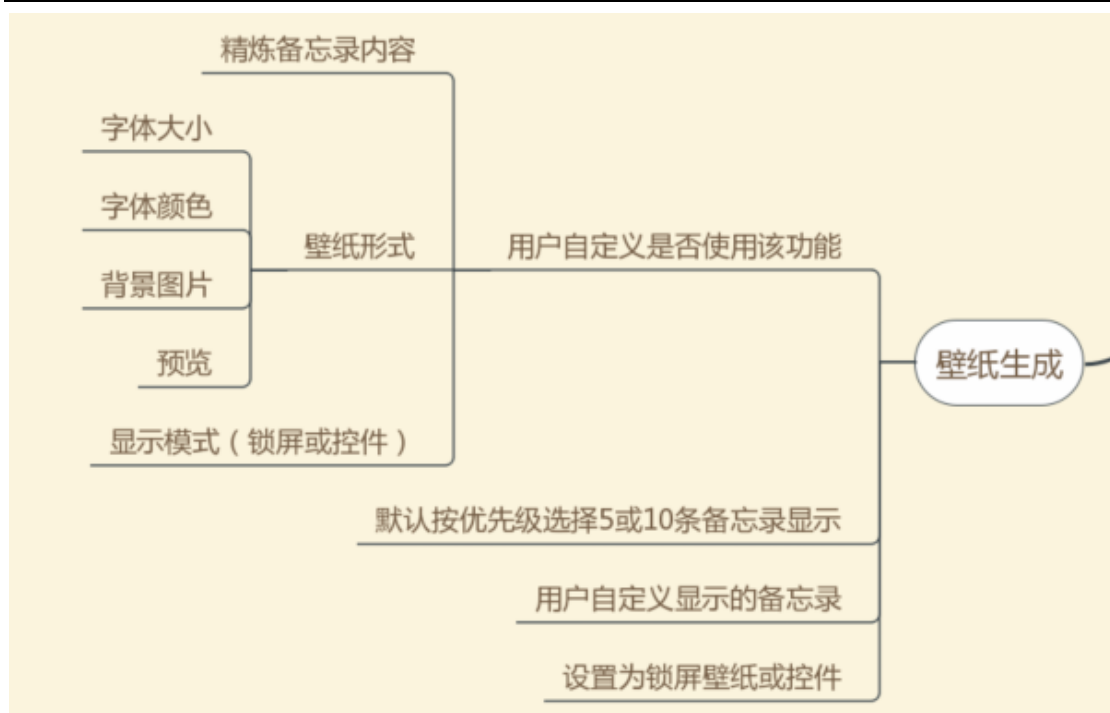 精炼备忘录内容
字体大小
字体颜色
壁纸形式
用户自定义是否使用该功能
背景图片
预览
壁纸生成
显示模式（锁屏或控件）
默认按优先级选择5或10条备忘录显示
用户自定义显示的备忘录
设置为锁屏壁纸或控件